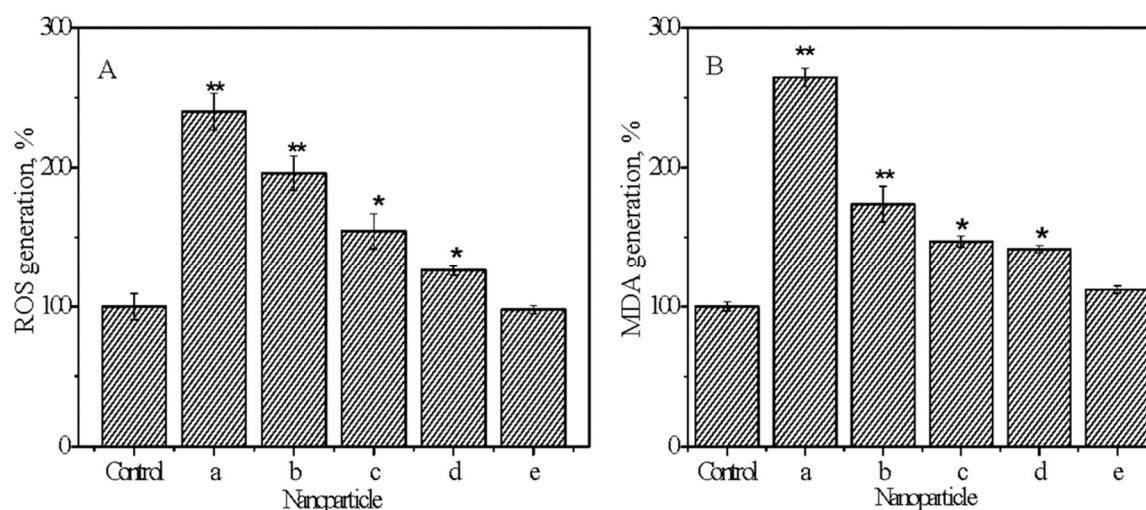 A
ROS generation, %
300
200
100
0
**
**
*
*
Control a b c d e
Nanoparticle
B
MDA generation, %
300
200
100
0
**
**
*
*
Control a b c d e
Nanoparticle